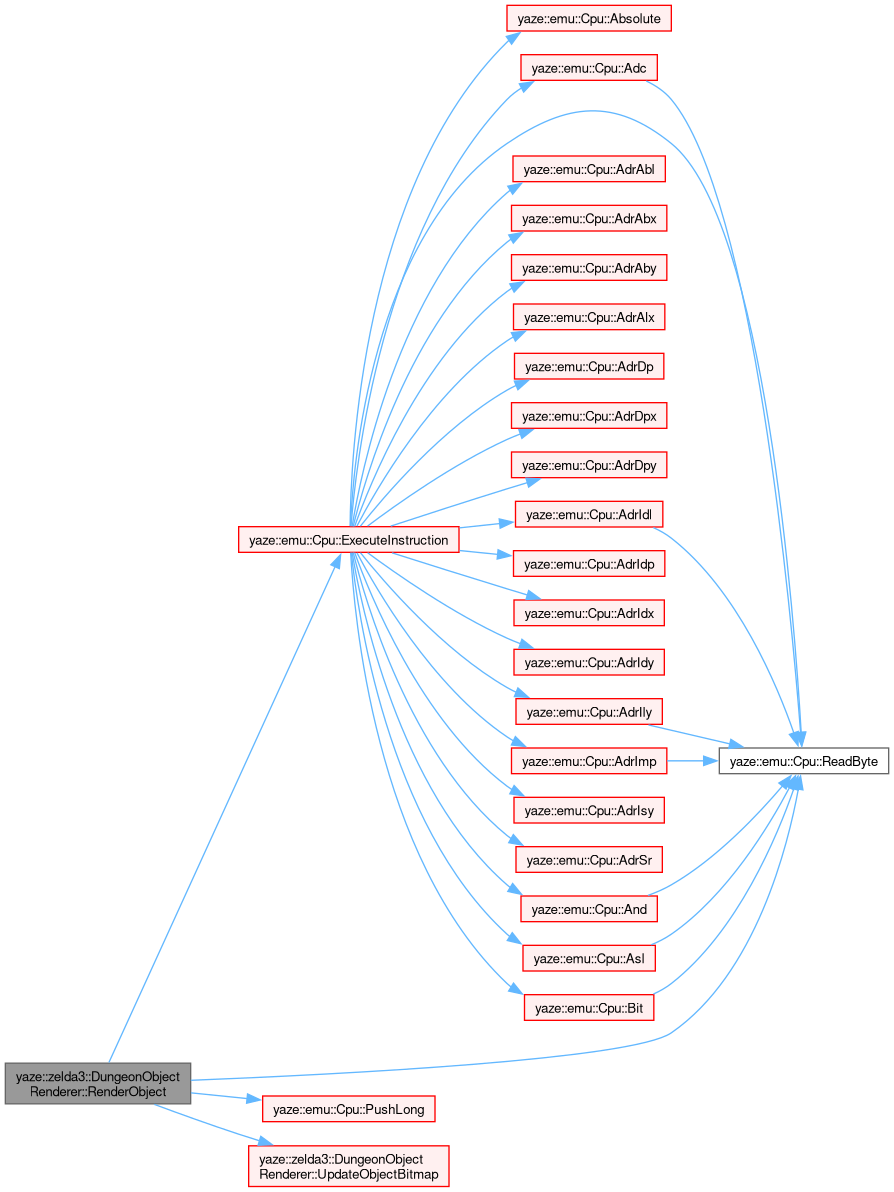 yaze::emu::Cpu::Absolute
yaze::emu::Cpu::Adc
yaze::emu::Cpu::AdrAbl
yaze::emu::Cpu::AdrAbx
yaze::emu::Cpu::AdrAby
yaze::emu::Cpu::AdrAlx
yaze::emu::Cpu::AdrDp
yaze::emu::Cpu::AdrDpx
yaze::emu::Cpu::AdrDpy
yaze::emu::Cpu::AdrIdl
yaze::emu::Cpu::ExecuteInstruction
yaze::emu::Cpu::AdrIdp
yaze::emu::Cpu::AdrIdx
yaze::emu::Cpu::AdrIdy
yaze::emu::Cpu::AdrIly
yaze::emu::Cpu::AdrImp
yaze::emu::Cpu::ReadByte
yaze::emu::Cpu::AdrIsy
yaze::emu::Cpu::AdrSr
yaze::emu::Cpu::And
yaze::emu::Cpu::Asl
yaze::emu::Cpu::Bit
yaze::zelda3::DungeonObject
Renderer::RenderObject
yaze::emu::Cpu::PushLong
yaze::zelda3::DungeonObject
Renderer::UpdateObjectBitmap